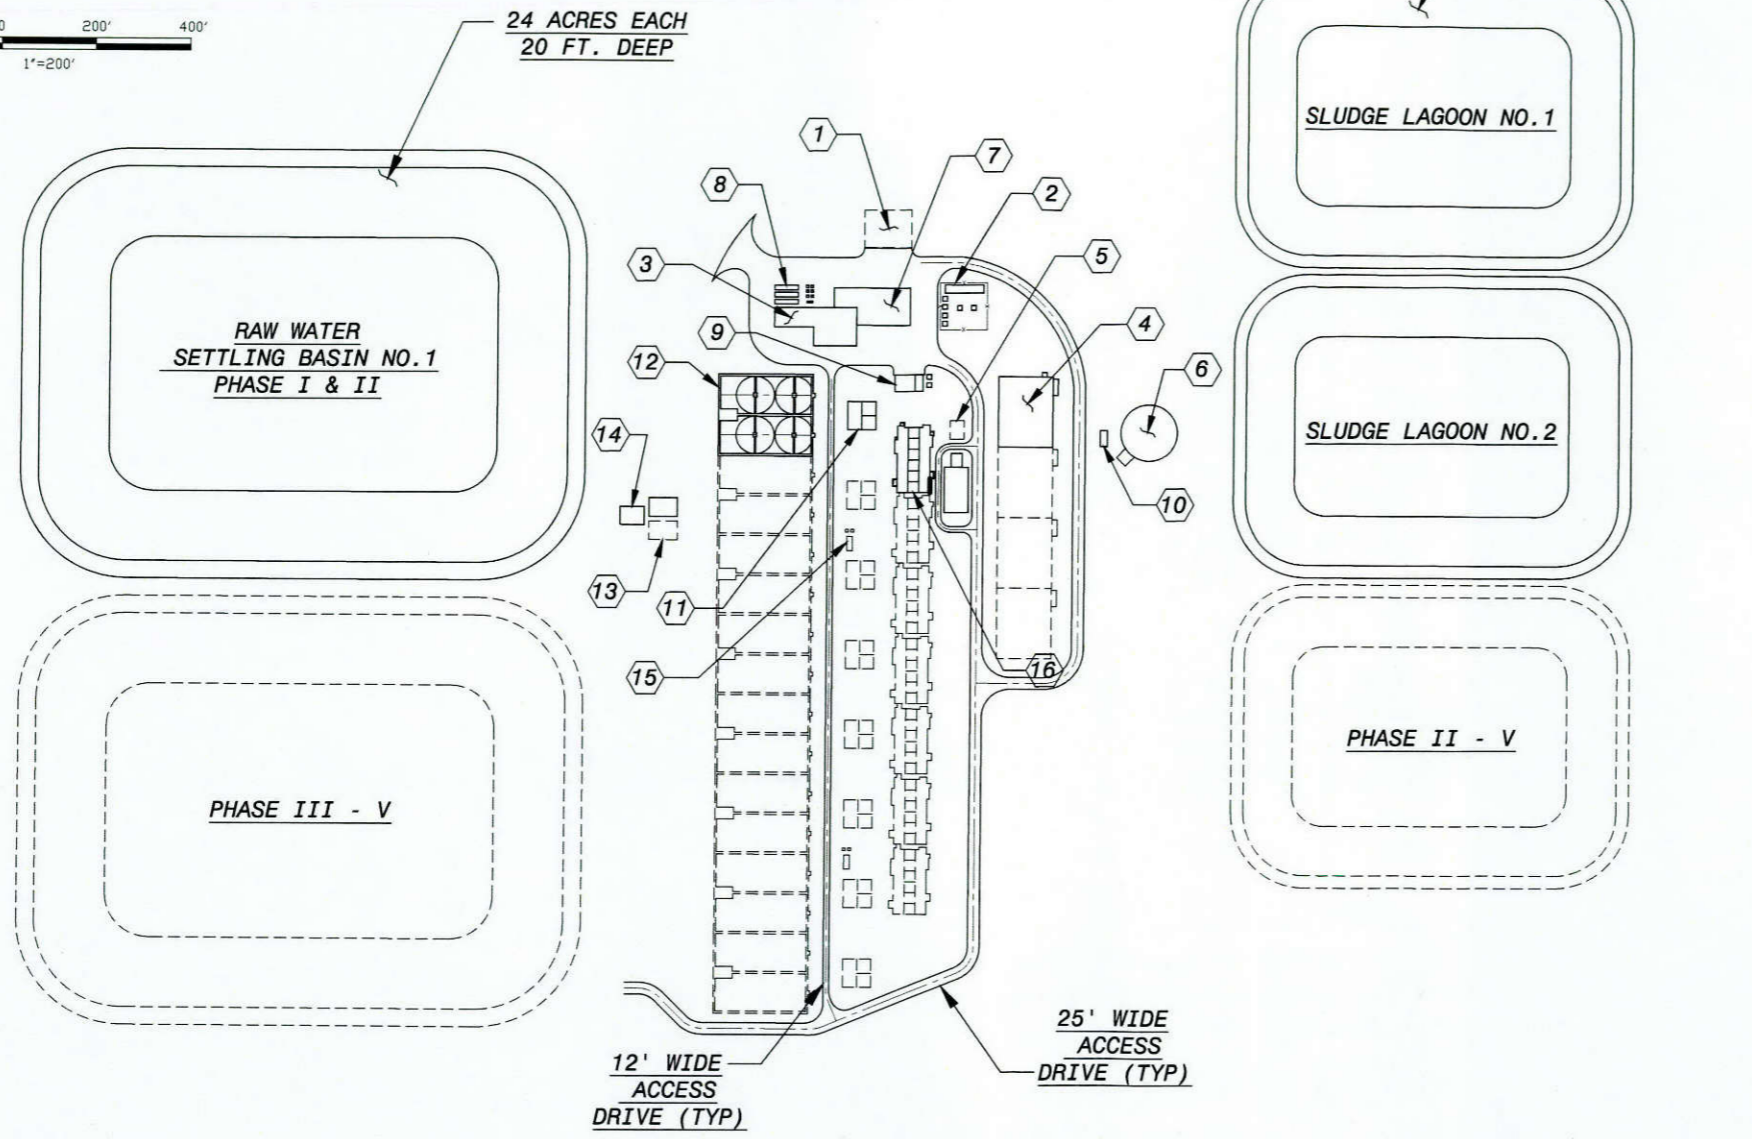 0 200' 400'
1"=200'
24 ACRES EACH
20 FT. DEEP
SLUDGE LAGOON NO.1
1
7
8
2
3
5
RAW WATER
SETTLING BASIN NO.1
PHASE I & II
9
4
12
6
14
SLUDGE LAGOON NO.2
10
13
11
15
16
PHASE II - V
PHASE III - V
25' WIDE
ACCESS
DRIVE (TYP)
12' WIDE
ACCESS
DRIVE (TYP)